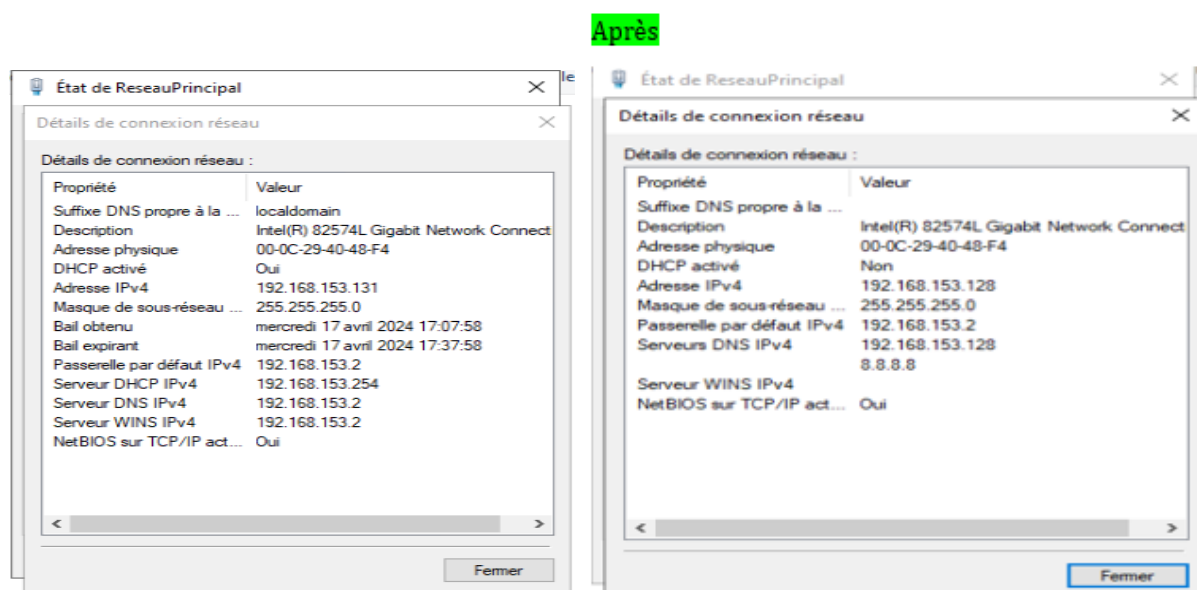 Après
le
État de ReseauPrincipal
Détails de connexion réseau
Détails de connexion réseau :
Propriété Valeur
Suffixe DNS propre à la ... localdomain
Description Intel(R) 82574L Gigabit Network Connect
Adresse physique 00-0C-29-40-48-F4
DHCP activé Oui
Adresse IPv4 192.168.153.131
Masque de sous-réseau ... 255.255.255.0
Bail obtenu mercredi 17 avril 2024 17:07:58
Bail expirant mercredi 17 avril 2024 17:37:58
Passerelle par défaut IPv4 192.168.153.2
Serveur DHCP IPv4 192.168.153.254
Serveur DNS IPv4 192.168.153.2
Serveur WINS IPv4 192.168.153.2
NetBIOS sur TCP/IP act... Oui
Fermer
État de ReseauPrincipal
Détails de connexion réseau
Détails de connexion réseau :
Propriété Valeur
Suffixe DNS propre à la ...
Description Intel(R) 82574L Gigabit Network Connect
Adresse physique 00-0C-29-40-48-F4
DHCP activé Non
Adresse IPv4 192.168.153.128
Masque de sous-réseau ... 255.255.255.0
Passerelle par défaut IPv4 192.168.153.2
Serveurs DNS IPv4 192.168.153.128
8.8.8.8
Serveur WINS IPv4
NetBIOS sur TCP/IP act... Oui
Fermer